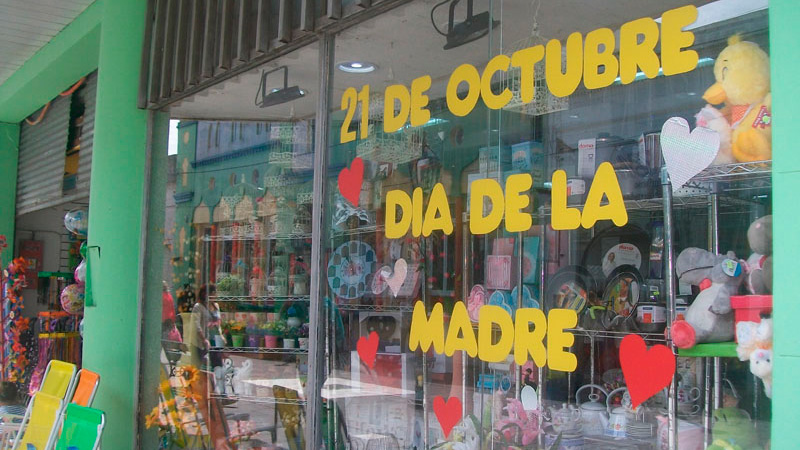 21 DE OCTUBRE
DIA DE LA
MADRE